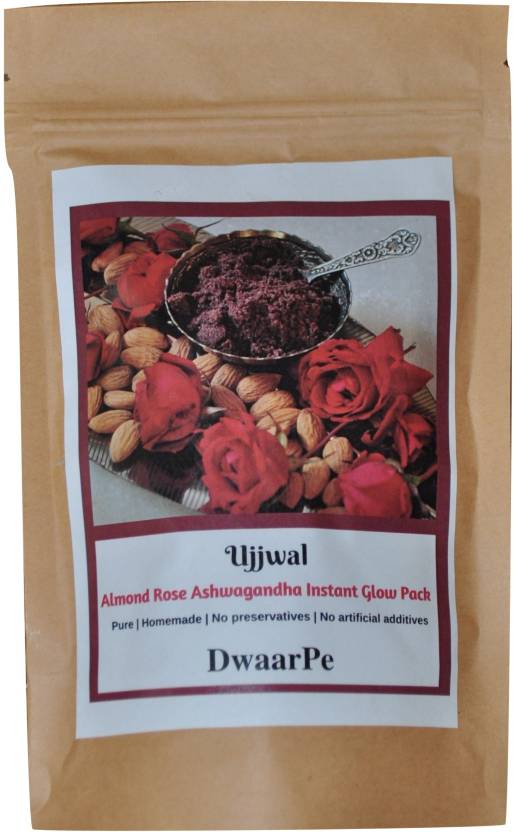 Ujjwal
Almond Rose Ashwagandha Instant Glow Pack
Pure | Homemade | No preservatives | No artificial additives
DwaarPe